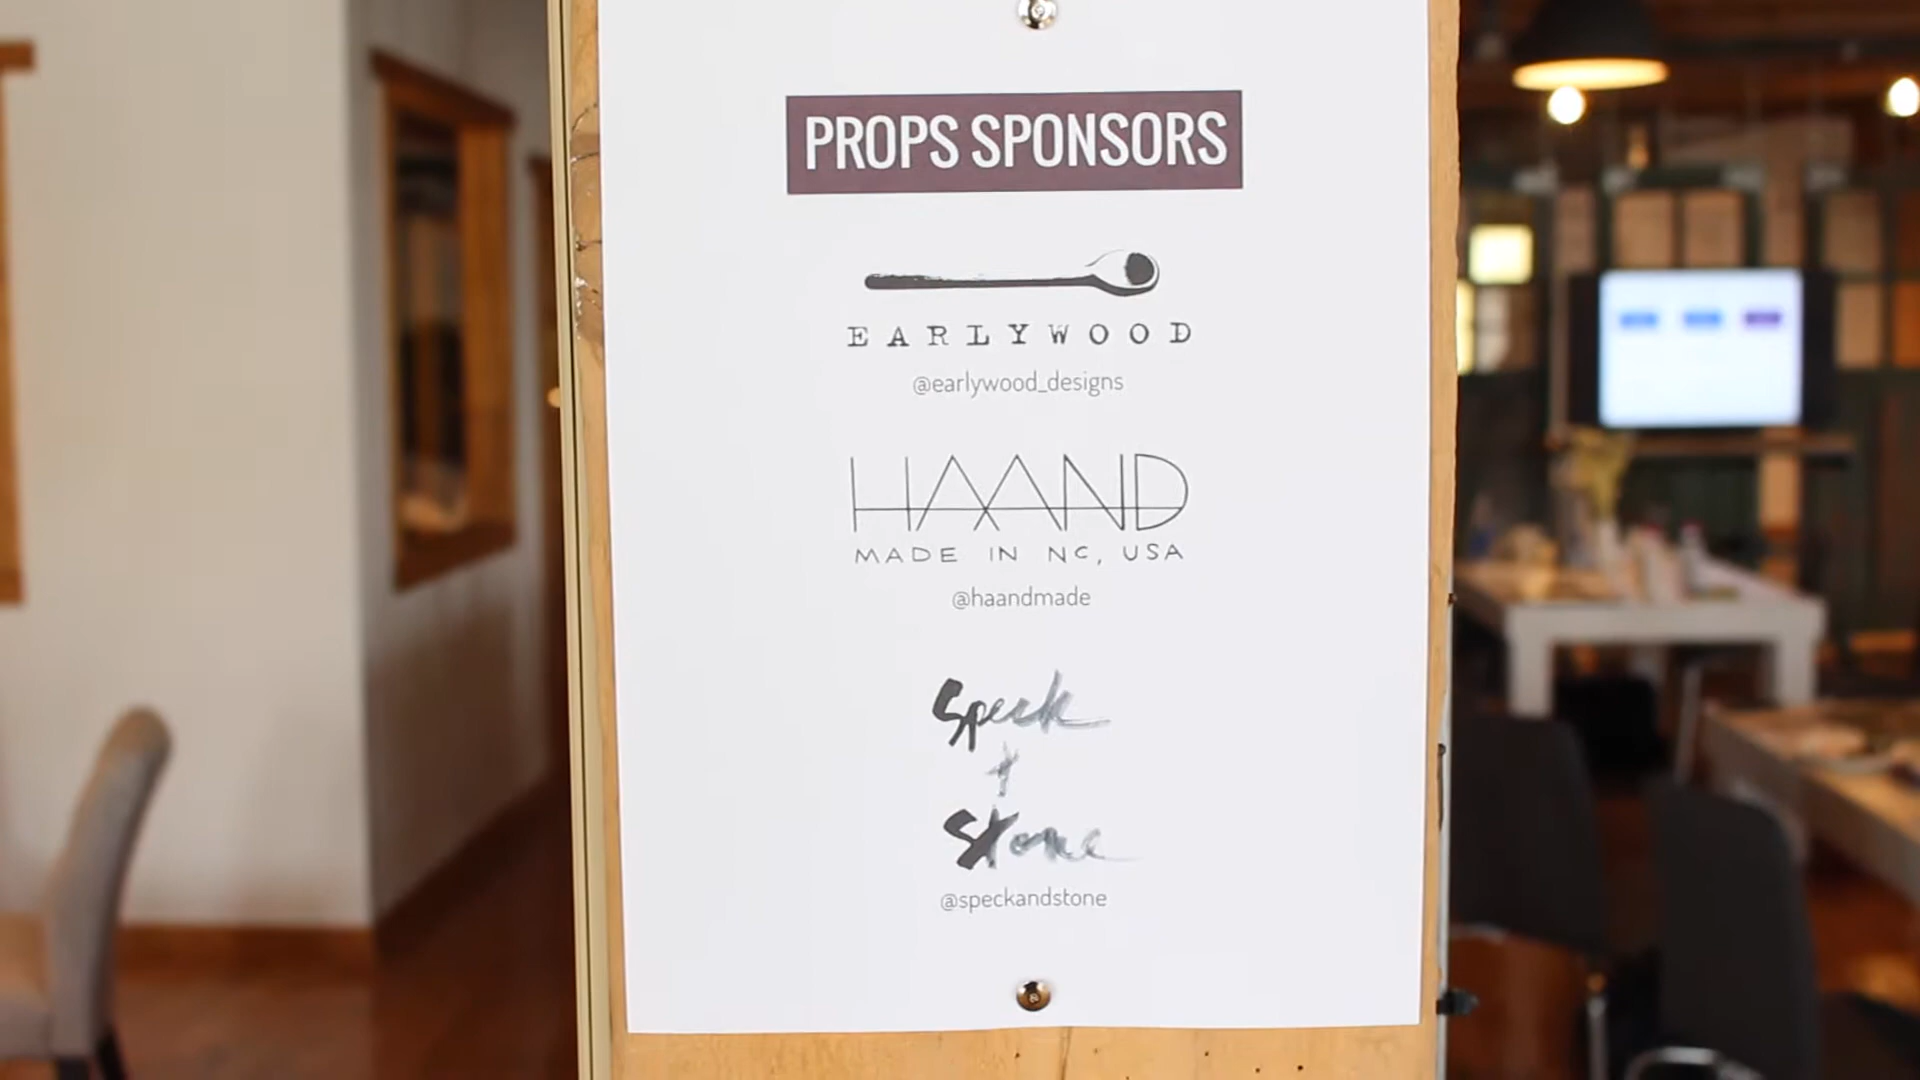 PROPS SPONSORS
EARLYWOOD
@earlywood_designs
HAAND
MADE IN NC, USA
@haandmade
Speck
+
Stone
@speckandstone